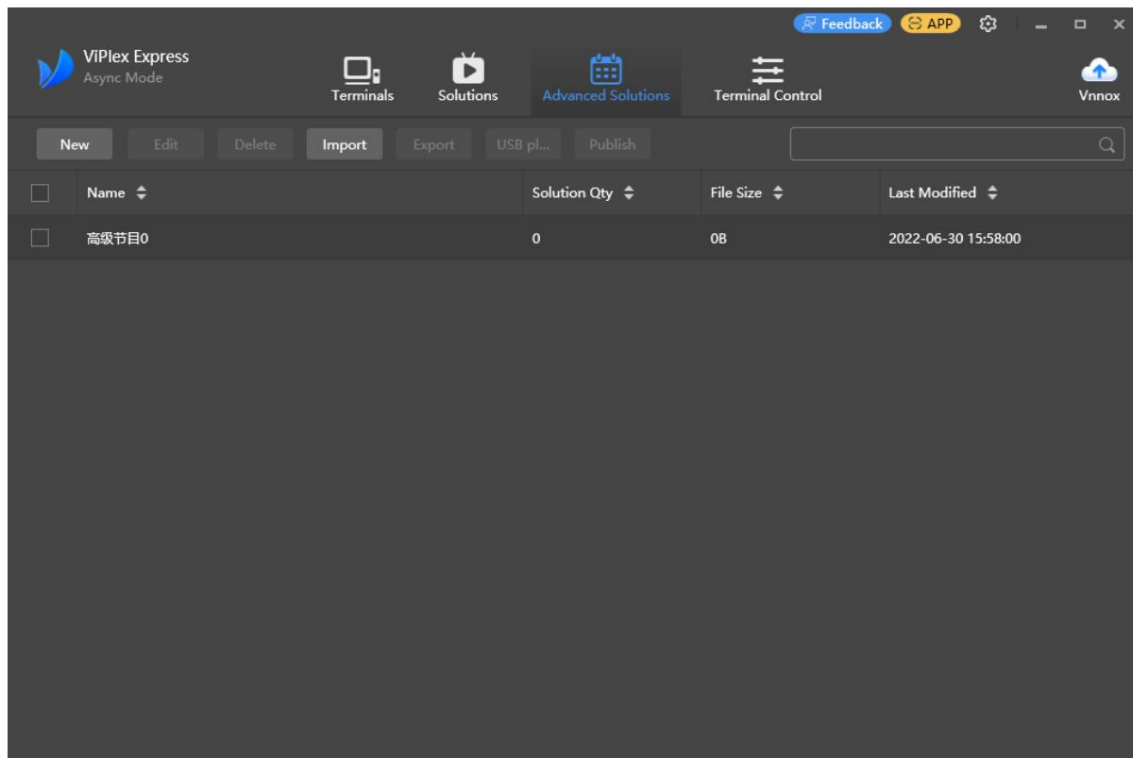 Feedback APP
ViPlex Express
Async Mode
Terminals Solutions Advanced Solutions Terminal Control Vnnox
New Edit Delete Import Export USB pl... Publish
Name Solution Qty File Size Last Modified
高级节目0 0 0B 2022-06-30 15:58:00